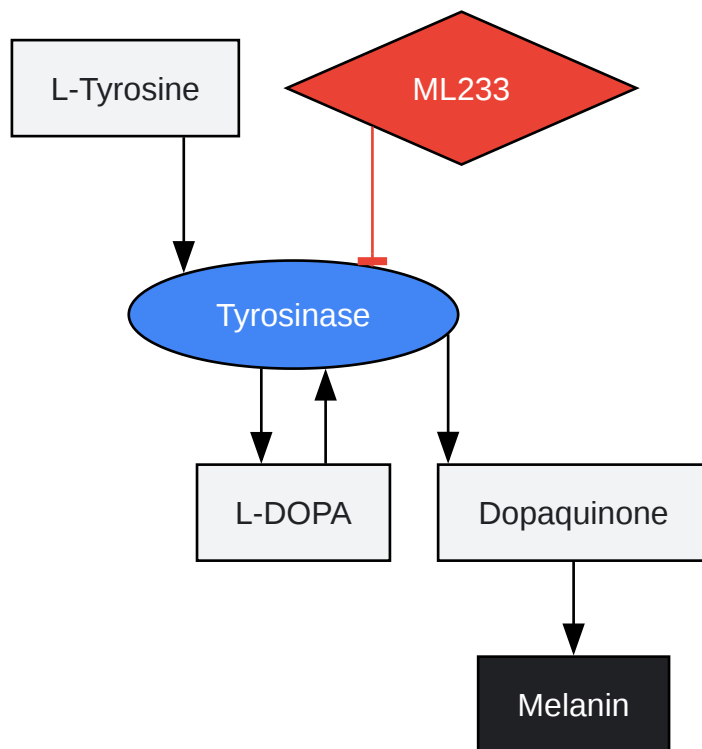 L-Tyrosine
ML233
Tyrosinase
L-DOPA
Dopaquinone
Melanin